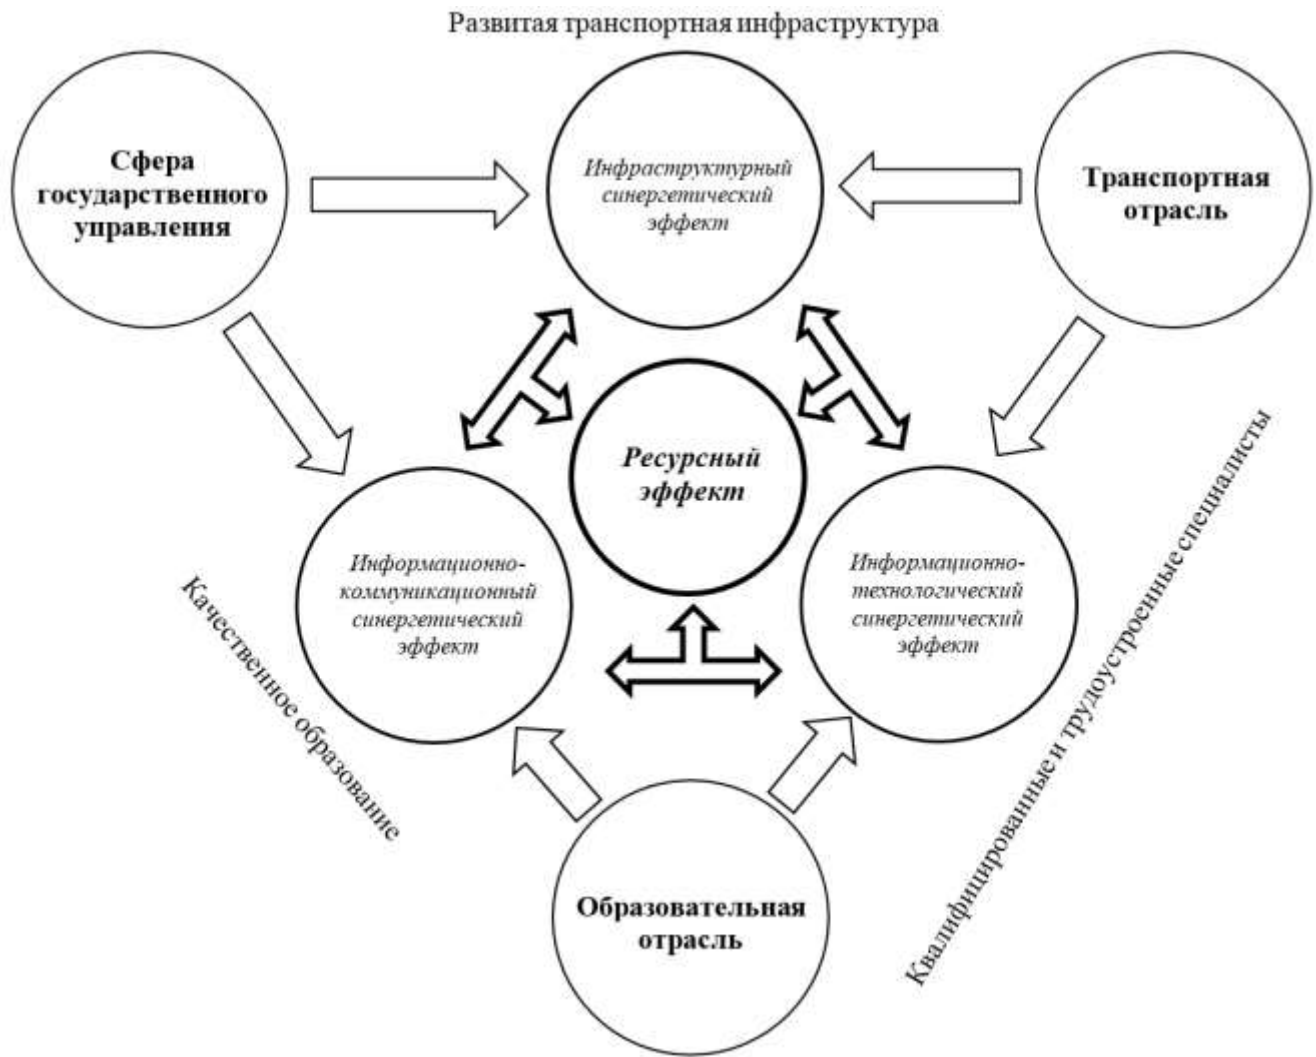 Развитая транспортная инфраструктура
Сфера
государственного
управления
Инфраструктурный
синергетический
эффект
Транспортная
отрасль
Ресурсный
эффект
Информационно-
коммуникационный
синергетический
эффект
Информационно-
технологический
синергетический
эффект
Качественное образование
Квалифицированные и трудоустроенные специалисты
Образовательная
отрасль